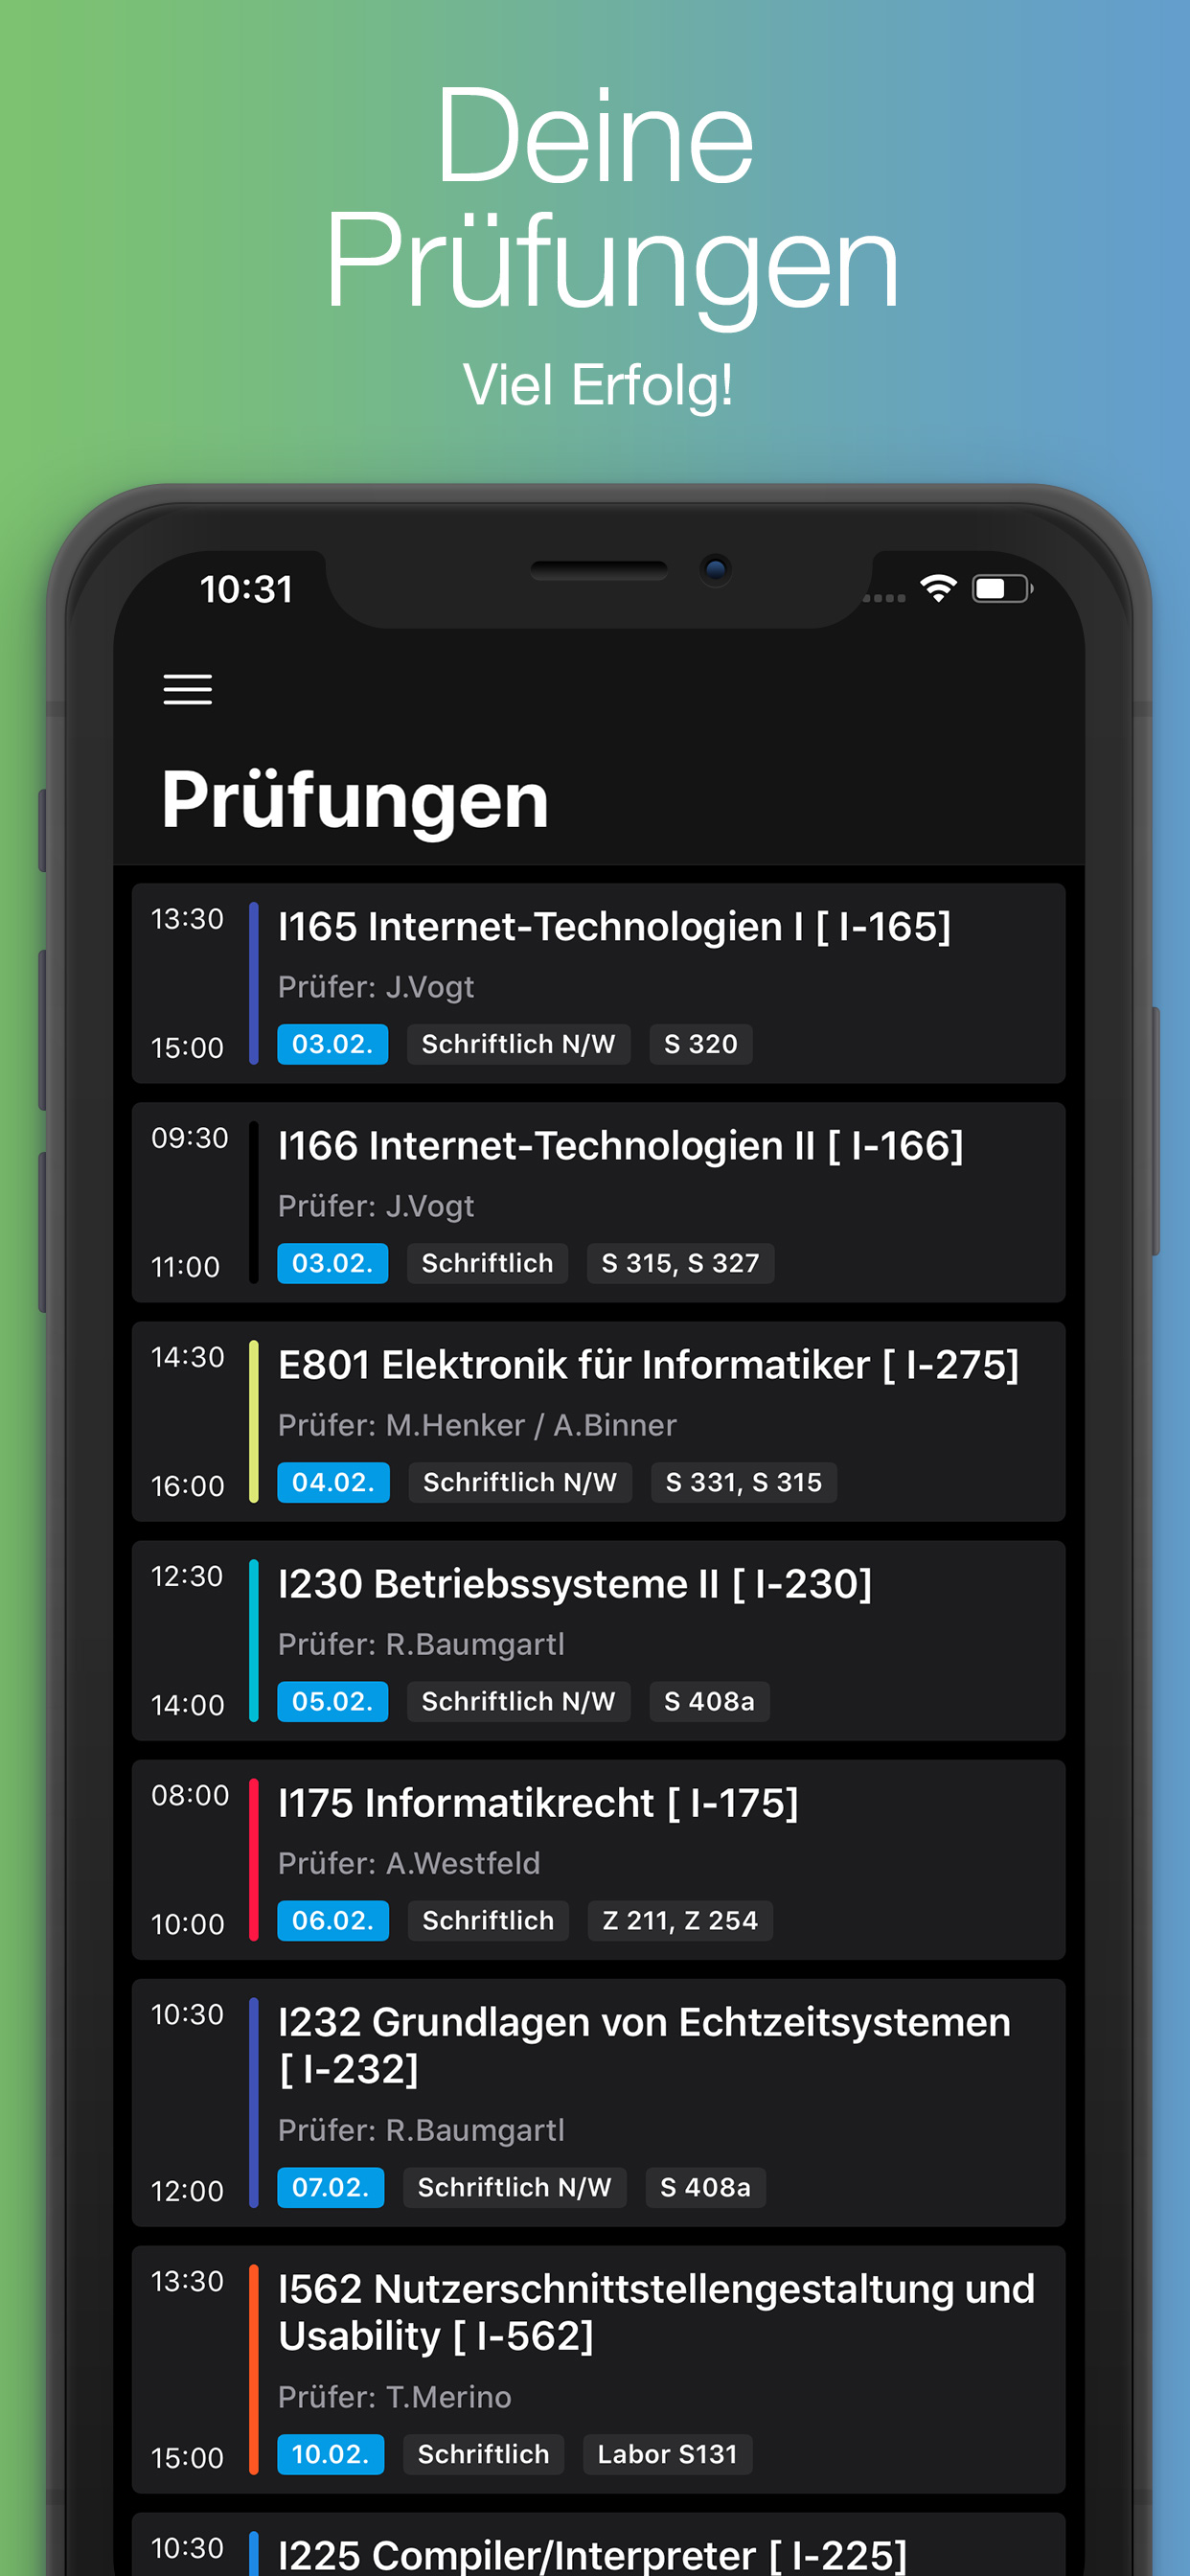 Deine
Prüfungen
Viel Erfolg!
10:31
Prüfungen
13:30
I165 Internet-Technologien I [ I-165]
Prüfer: J.Vogt
15:00
03.02. Schriftlich N/W S 320
09:30
I166 Internet-Technologien II [ I-166]
Prüfer: J.Vogt
11:00
03.02. Schriftlich S 315, S 327
14:30
E801 Elektronik für Informatiker [ I-275]
Prüfer: M.Henker / A.Binner
16:00
04.02. Schriftlich N/W S 331, S 315
12:30
I230 Betriebssysteme II [ I-230]
Prüfer: R.Baumgartl
14:00
05.02. Schriftlich N/W S 408a
08:00
I175 Informatikrecht [ I-175]
Prüfer: A.Westfeld
10:00
06.02. Schriftlich Z 211, Z 254
10:30
I232 Grundlagen von Echtzeitsystemen
[ I-232]
Prüfer: R.Baumgartl
12:00
07.02. Schriftlich N/W S 408a
13:30
I562 Nutzerschnittstellengestaltung und
Usability [ I-562]
Prüfer: T.Merino
15:00
10.02. Schriftlich Labor S131
10:30
I225 Compiler/Interpreter [ I-225]